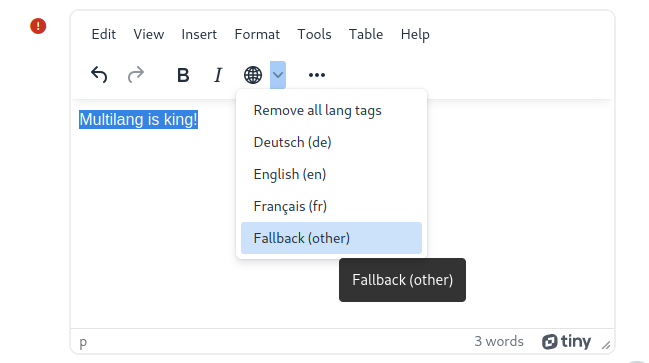 Edit View Insert Format Tools Table Help
B I
Multilang is king!
Remove all lang tags
Deutsch (de)
English (en)
Français (fr)
Fallback (other)
Fallback (other)
p 3 words tiny